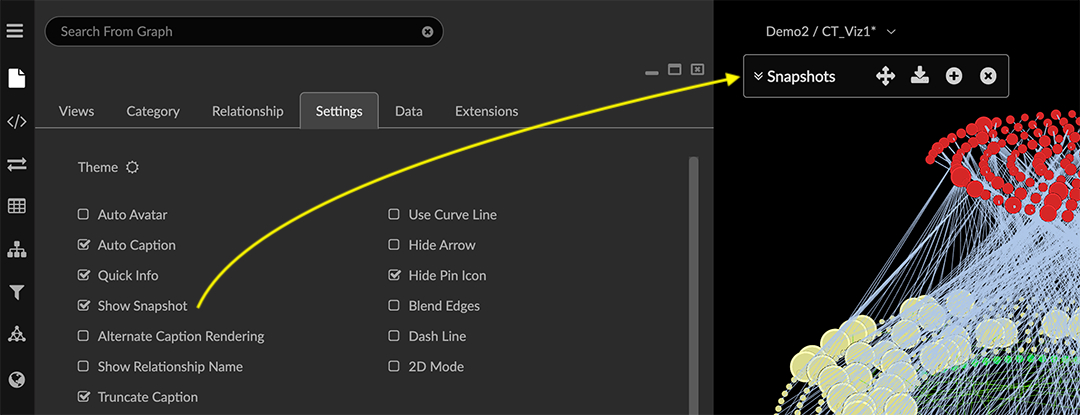 Search From Graph
Demo2 / CT_Viz1*
Snapshots
Views Category Relationship Settings Data Extensions
Theme
Auto Avatar
Auto Caption
Quick Info
Show Snapshot
Alternate Caption Rendering
Show Relationship Name
Truncate Caption
Use Curve Line
Hide Arrow
Hide Pin Icon
Blend Edges
Dash Line
2D Mode